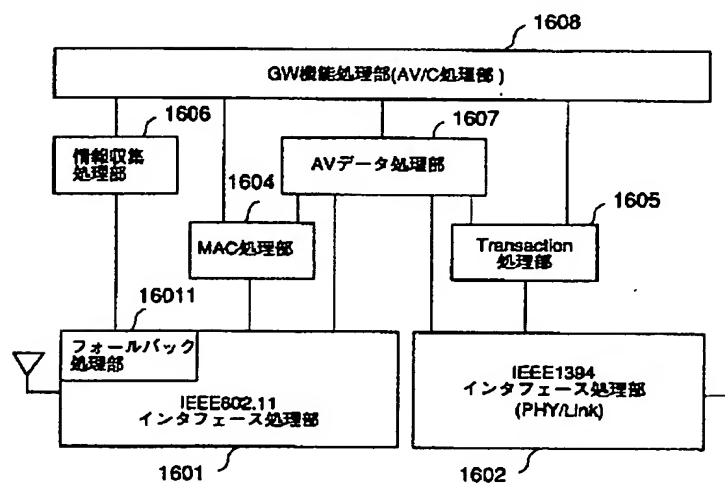 1608
GW機能処理部(AV/C処理部)
1606
1607
情報収集
処理部
AVデータ処理部
1604
1605
MAC処理部
Transaction
処理部
16011
フォールバック
処理部
IEEE802.11
インタフェース処理部
IEEE1394
インタフェース処理部
(PHY/Link)
1601
1602